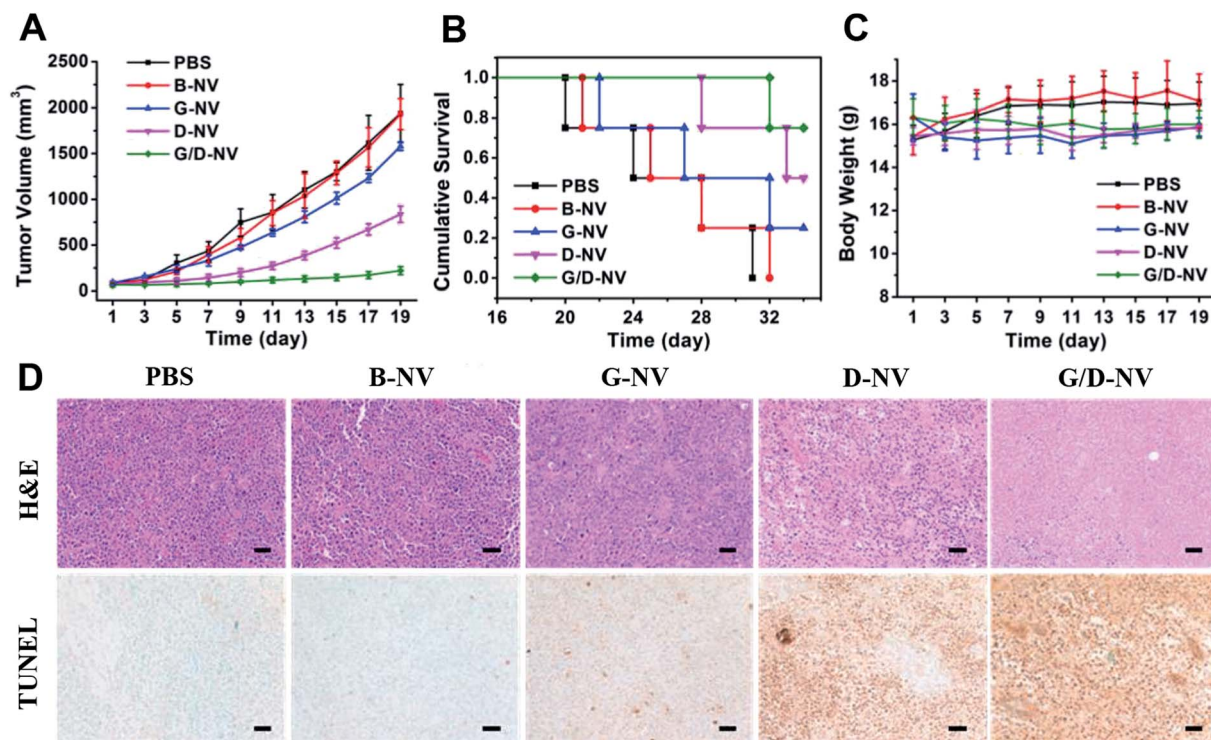 A
Tumor Volume (mm³)
2500
2000
1500
1000
500
0
PBS
B-NV
G-NV
D-NV
G/D-NV
1 3 5 7 9 11 13 15 17 19
Time (day)
B
Cumulative Survival
1.0
0.8
0.6
0.4
0.2
0.0
PBS
B-NV
G-NV
D-NV
G/D-NV
16 20 24 28 32
Time (day)
C
Body Weight (g)
18
16
14
12
10
8
PBS
B-NV
G-NV
D-NV
G/D-NV
1 3 5 7 9 11 13 15 17 19
Time (day)
D
PBS B-NV G-NV D-NV G/D-NV
H&E
TUNEL